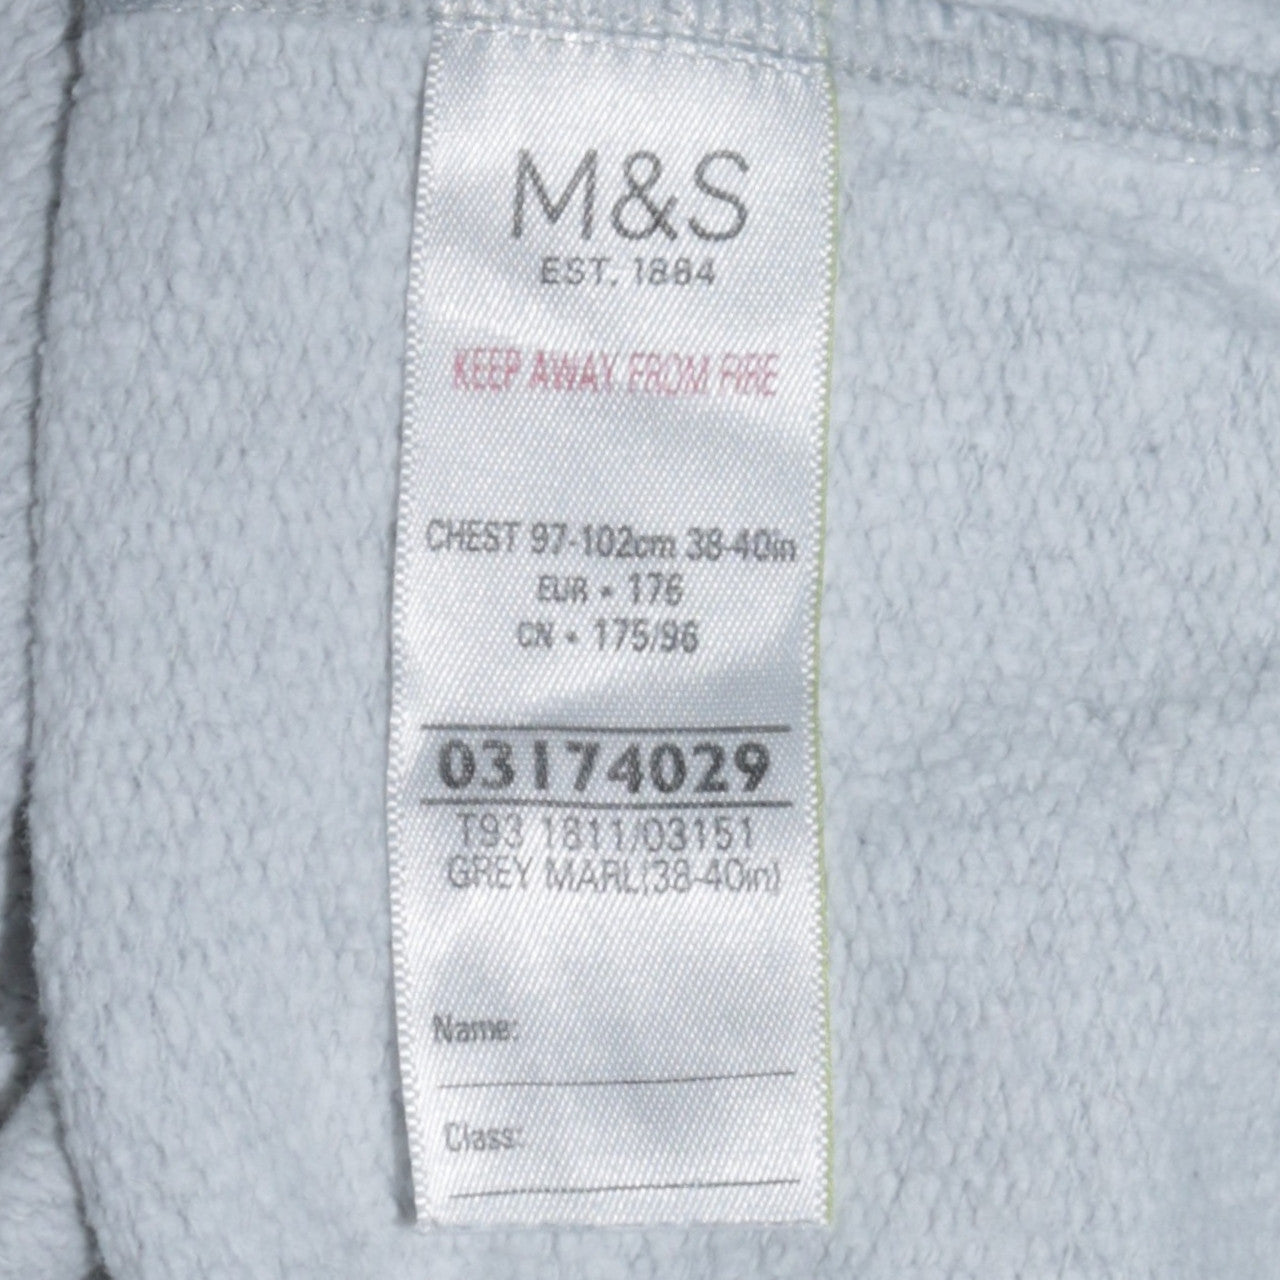 M&S
EST. 1884
KEEP AWAY FROM FIRE
CHEST 97-102cm 38-40in
EUR • 176
CN • 175/96
03174029
T93 1811/03151
GREY MARL(38-40in)
Name:
Class: